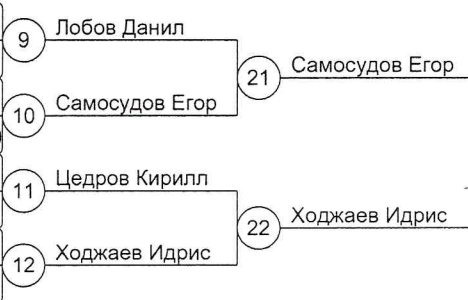 9 Лобов Данил
21 Самосудов Егор
10 Самосудов Егор
11 Цедров Кирилл
22 Ходжаев Идрис
12 Ходжаев Идрис